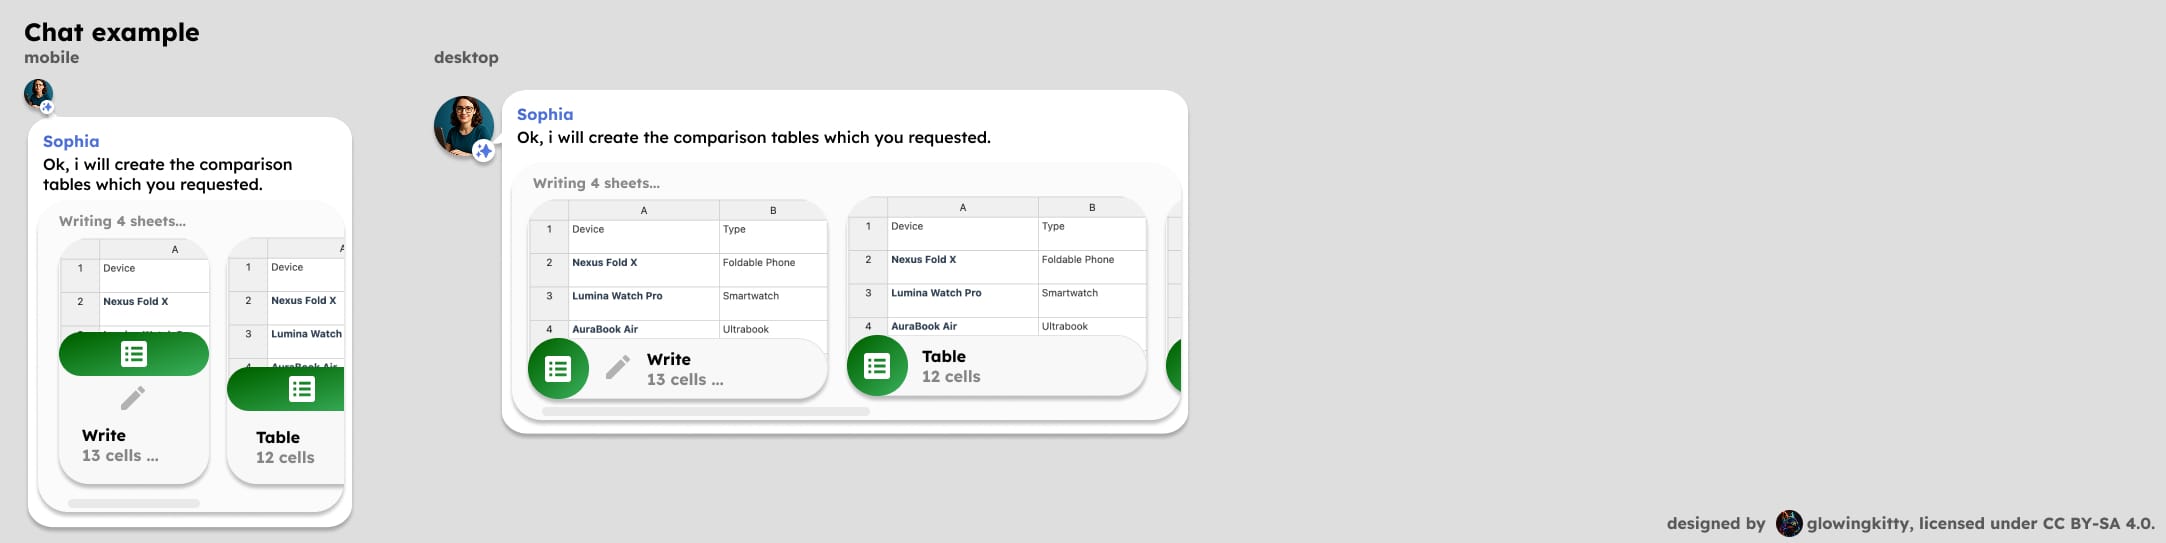 Chat example
mobile
Sophia
Ok, i will create the comparison
tables which you requested.
Writing 4 sheets...
A
1 Device
2 Nexus Fold X
Write
13 cells ...
1 Device
2 Nexus Fold X
3 Lumina Watch
4 AuraBook Air
Table
12 cells
desktop
Sophia
Ok, i will create the comparison tables which you requested.
Writing 4 sheets...
A B
1 Device Type
2 Nexus Fold X Foldable Phone
3 Lumina Watch Pro Smartwatch
4 AuraBook Air Ultrabook
Write
13 cells ...
A B
1 Device Type
2 Nexus Fold X Foldable Phone
3 Lumina Watch Pro Smartwatch
4 AuraBook Air Ultrabook
Table
12 cells
designed by glowingkitty, licensed under CC BY-SA 4.0.